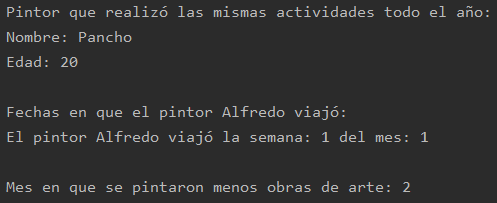 Pintor que realizó las mismas actividades todo el año:
Nombre: Pancho
Edad: 20
Fechas en que el pintor Alfredo viajó:
El pintor Alfredo viajó la semana: 1 del mes: 1
Mes en que se pintaron menos obras de arte: 2